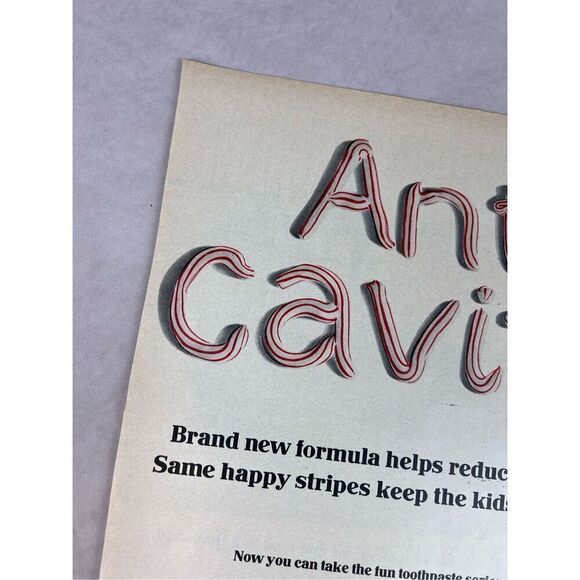 Ant
Cavi
Brand new formula helps reduc
Same happy stripes keep the kids
Now you can take the fun toothpaste serio